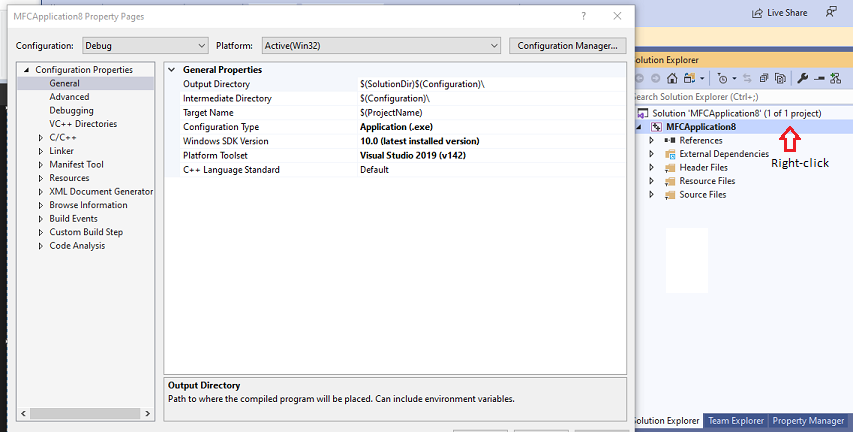 MFCApplication8 Property Pages
? ×
Configuration: Debug Platform: Active(Win32) Configuration Manager...
Configuration Properties
General
Advanced
Debugging
VC++ Directories
C/C++
Linker
Manifest Tool
Resources
XML Document Generator
Browse Information
Build Events
Custom Build Step
Code Analysis
General Properties
Output Directory $(SolutionDir)$(Configuration)\
Intermediate Directory $(Configuration)\
Target Name $(ProjectName)
Configuration Type Application (.exe)
Windows SDK Version 10.0 (latest installed version)
Platform Toolset Visual Studio 2019 (v142)
C++ Language Standard Default
Output Directory
Path to where the compiled program will be placed. Can include environment variables.
Live Share
Solution Explorer
Search Solution Explorer (Ctrl+;)
Solution 'MFCApplication8' (1 of 1 project)
MFCApplication8
References
External Dependencies
Header Files
Resource Files
Source Files
Right-click
Solution Explorer Team Explorer Property Manager